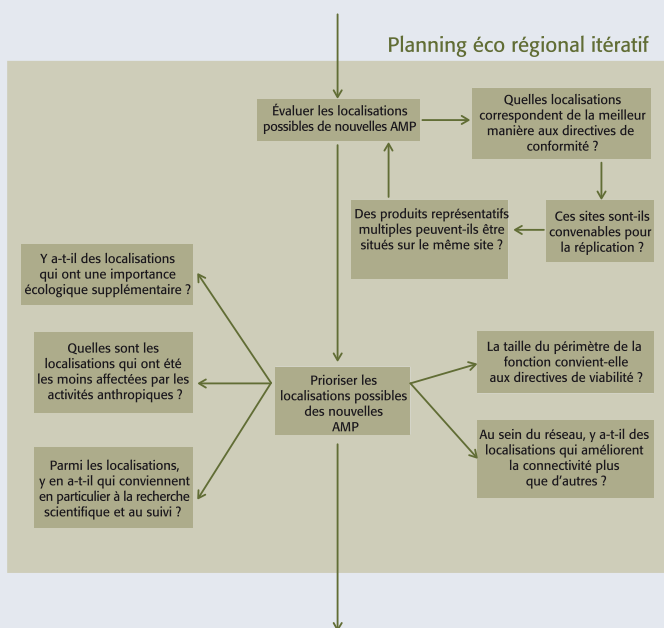 Planning éco régional itératif
Évaluer les localisations
possibles de nouvelles AMP
Quelles localisations
correspondent de la meilleur
manière aux directives de
conformité ?
Ces sites sont-ils
convenables pour
la réplication ?
Des produits représentatifs
multiples peuvent-ils être
situés sur le même site ?
Prioriser les
localisations possibles
des nouvelles
AMP
Y a-t-il des localisations
qui ont une importance
écologique supplémentaire ?
Quelles sont les
localisations qui ont été
les moins affectées par les
activités anthropiques ?
Parmi les localisations,
y en a-t-il qui conviennent
en particulier à la recherche
scientifique et au suivi ?
La taille du périmètre de la
fonction convient-elle
aux directives de viabilité ?
Au sein du réseau, y a-t-il des
localisations qui améliorent
la connectivité plus
que d'autres ?